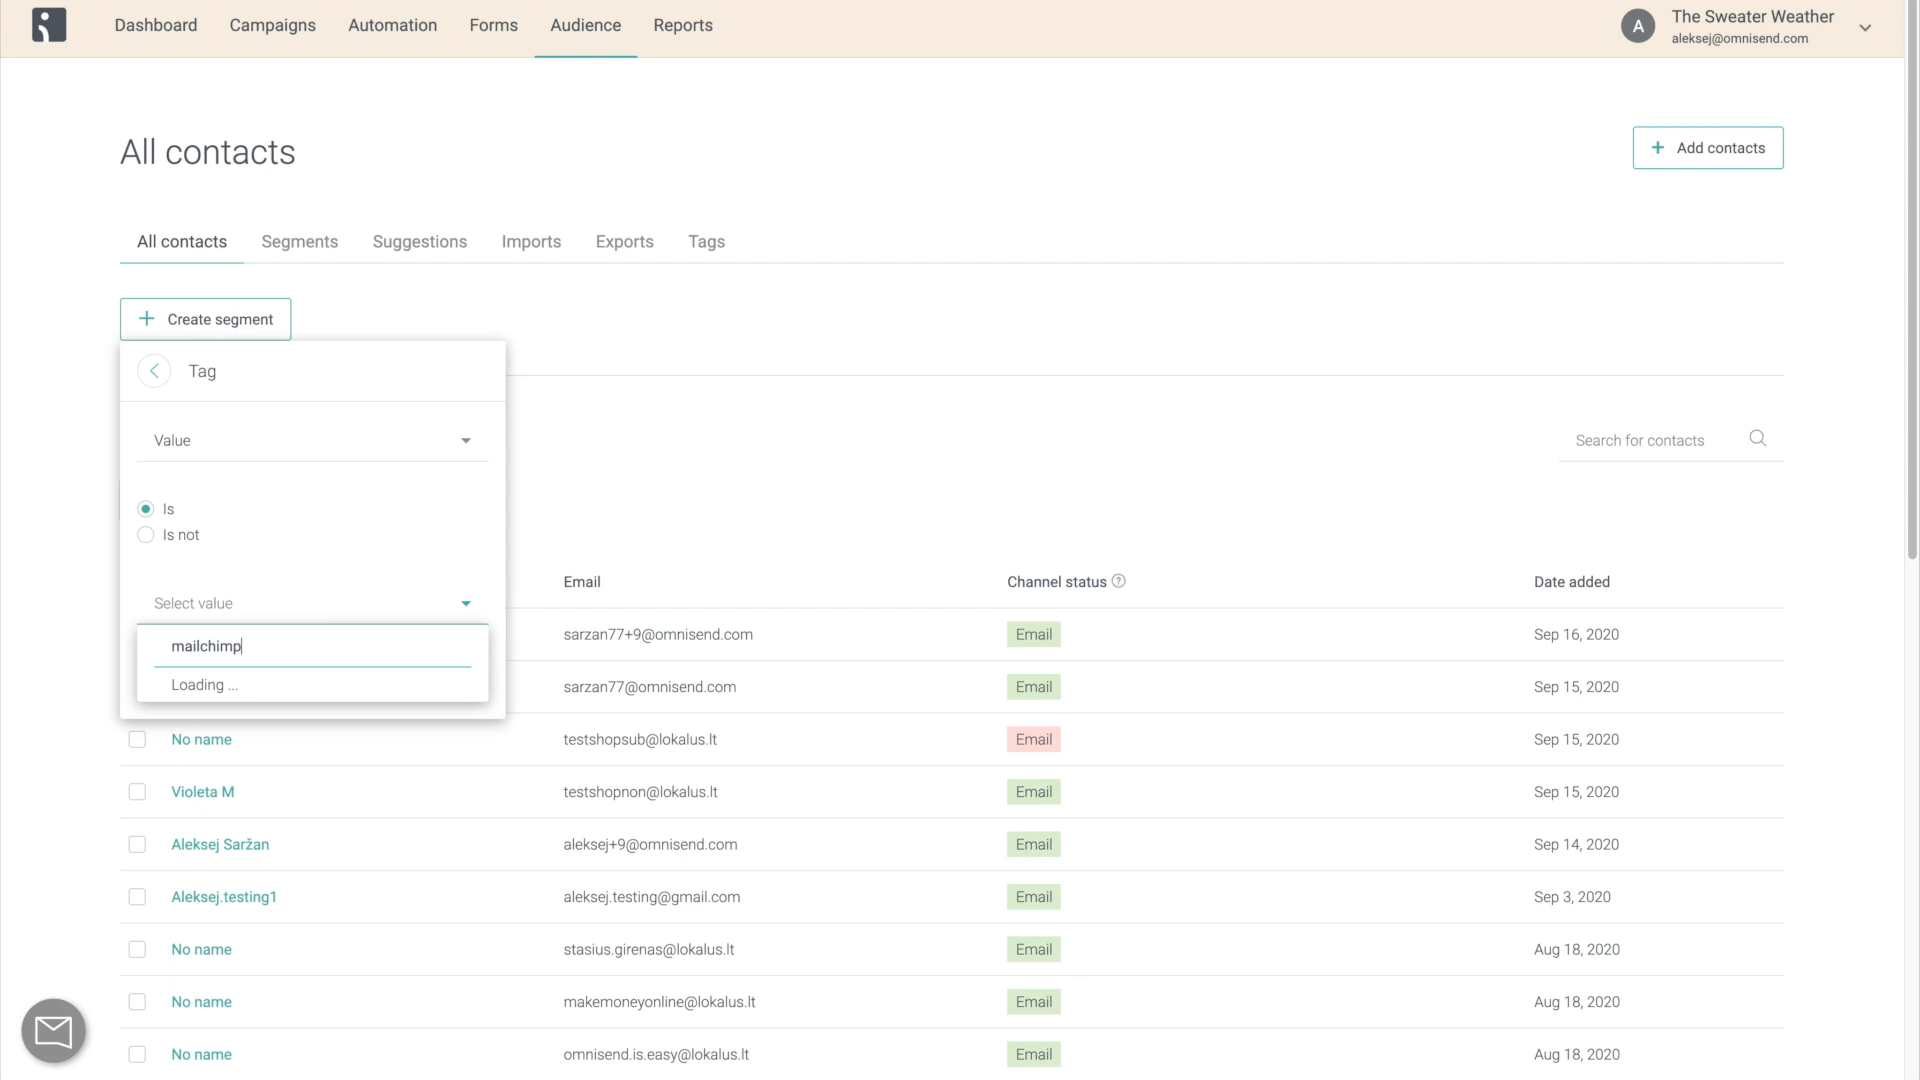 Dashboard Campaigns Automation Forms Audience Reports
A The Sweater Weather
aleksej@omnisend.com
All contacts
+ Add contacts
All contacts Segments Suggestions Imports Exports Tags
+ Create segment
Tag
Value
Search for contacts
Is
Is not
Email Channel status ? Date added
Select value
sarzan77+9@omnisend.com Email Sep 16, 2020
mailchimp
Loading ...
sarzan77@omnisend.com Email Sep 15, 2020
No name testshopsub@lokalus.lt Email Sep 15, 2020
Violeta M testshopnon@lokalus.lt Email Sep 15, 2020
Aleksej Saržan aleksej+9@omnisend.com Email Sep 14, 2020
Aleksej.testing1 aleksej.testing@gmail.com Email Sep 3, 2020
No name stasius.girenas@lokalus.lt Email Aug 18, 2020
No name makemoneyonline@lokalus.lt Email Aug 18, 2020
No name omnisend.is.easy@lokalus.lt Email Aug 18, 2020